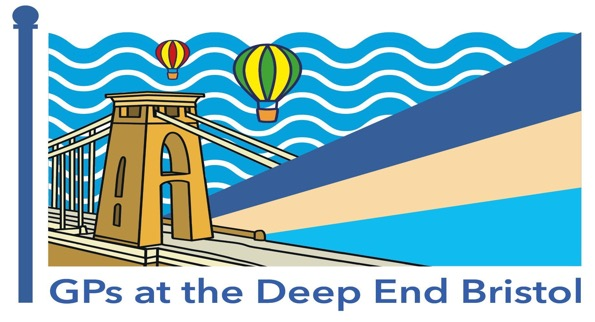 GPs at the Deep End Bristol